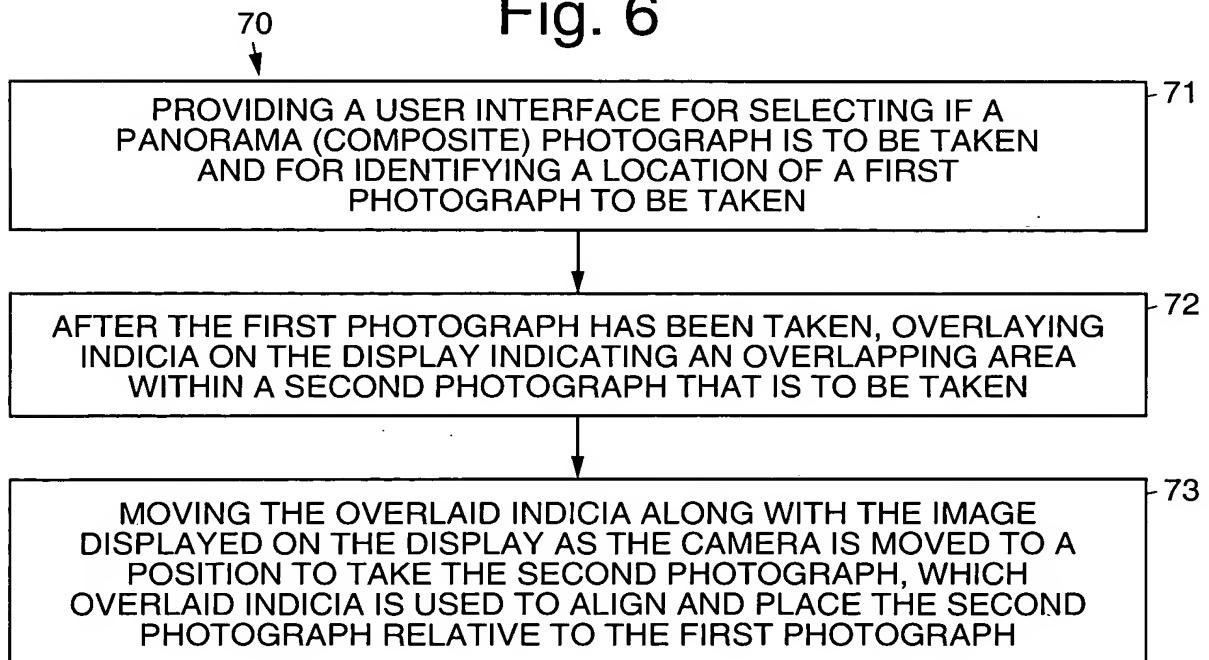 Fig. 6
70
71
PROVIDING A USER INTERFACE FOR SELECTING IF A
PANORAMA (COMPOSITE) PHOTOGRAPH IS TO BE TAKEN
AND FOR IDENTIFYING A LOCATION OF A FIRST
PHOTOGRAPH TO BE TAKEN
72
AFTER THE FIRST PHOTOGRAPH HAS BEEN TAKEN, OVERLAYING
INDICIA ON THE DISPLAY INDICATING AN OVERLAPPING AREA
WITHIN A SECOND PHOTOGRAPH THAT IS TO BE TAKEN
73
MOVING THE OVERLAID INDICIA ALONG WITH THE IMAGE
DISPLAYED ON THE DISPLAY AS THE CAMERA IS MOVED TO A
POSITION TO TAKE THE SECOND PHOTOGRAPH, WHICH
OVERLAID INDICIA IS USED TO ALIGN AND PLACE THE SECOND
PHOTOGRAPH RELATIVE TO THE FIRST PHOTOGRAPH